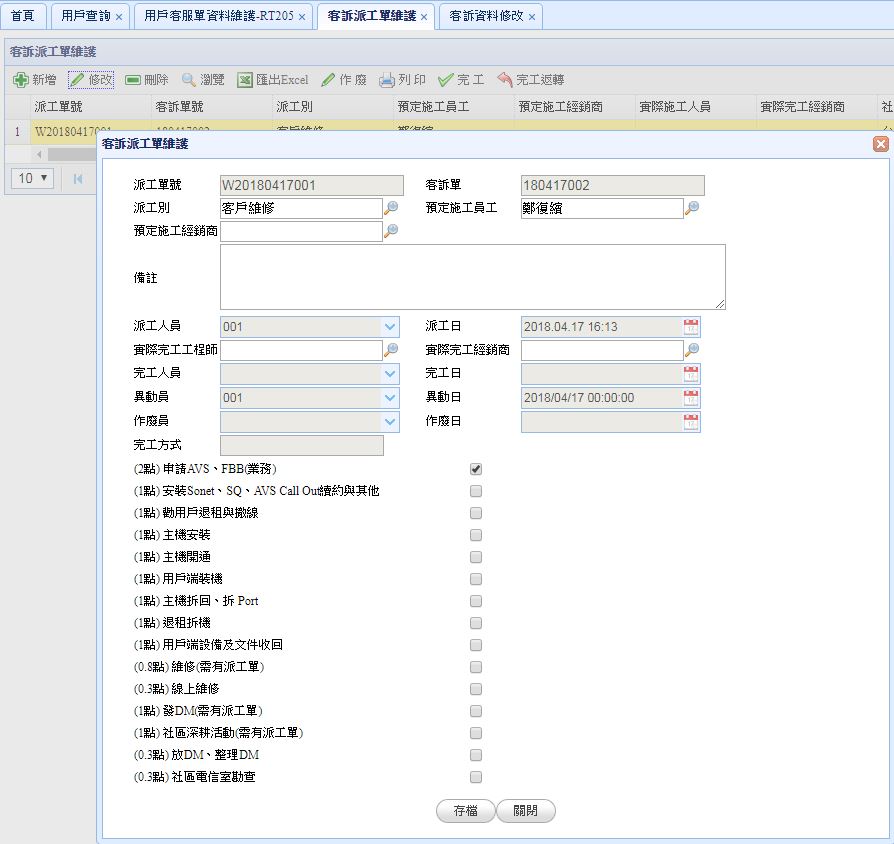 首頁 用戶查詢 × 用戶客服單資料維護-RT205 × 客訴派工單維護 × 客訴資料修改 ×
客訴派工單維護
新增 修改 刪除 瀏覽 匯出Excel 作 廢 列 印 完 工 完工返轉
派工單號 客訴單號 派工別 預定施工員工 預定施工經銷商 實際施工人員 實際完工經銷商 社
1 W20180417001 180417002 客戶維修 鄭復繽
10
客訴派工單維護
派工單號 W20180417001 客訴單 180417002
派工別 客戶維修 預定施工員工 鄭復繽
預定施工經銷商
備註
派工人員 001 派工日 2018.04.17 16:13
實際完工工程師 實際完工經銷商
完工人員 完工日
異動員 001 異動日 2018/04/17 00:00:00
作廢員 作廢日
完工方式
(2點) 申請AVS、FBB(業務)
(1點) 安裝Sonet、SQ、AVS Call Out續約與其他
(1點) 勸用戶退租與撤線
(1點) 主機安裝
(1點) 主機開通
(1點) 用戶端裝機
(1點) 主機拆回、拆 Port
(1點) 退租拆機
(1點) 用戶端設備及文件收回
(0.8點) 維修(需有派工單)
(0.3點) 線上維修
(1點) 發DM(需有派工單)
(1點) 社區深耕活動(需有派工單)
(0.3點) 放DM、整理DM
(0.3點) 社區電信室勘查
存檔 關閉